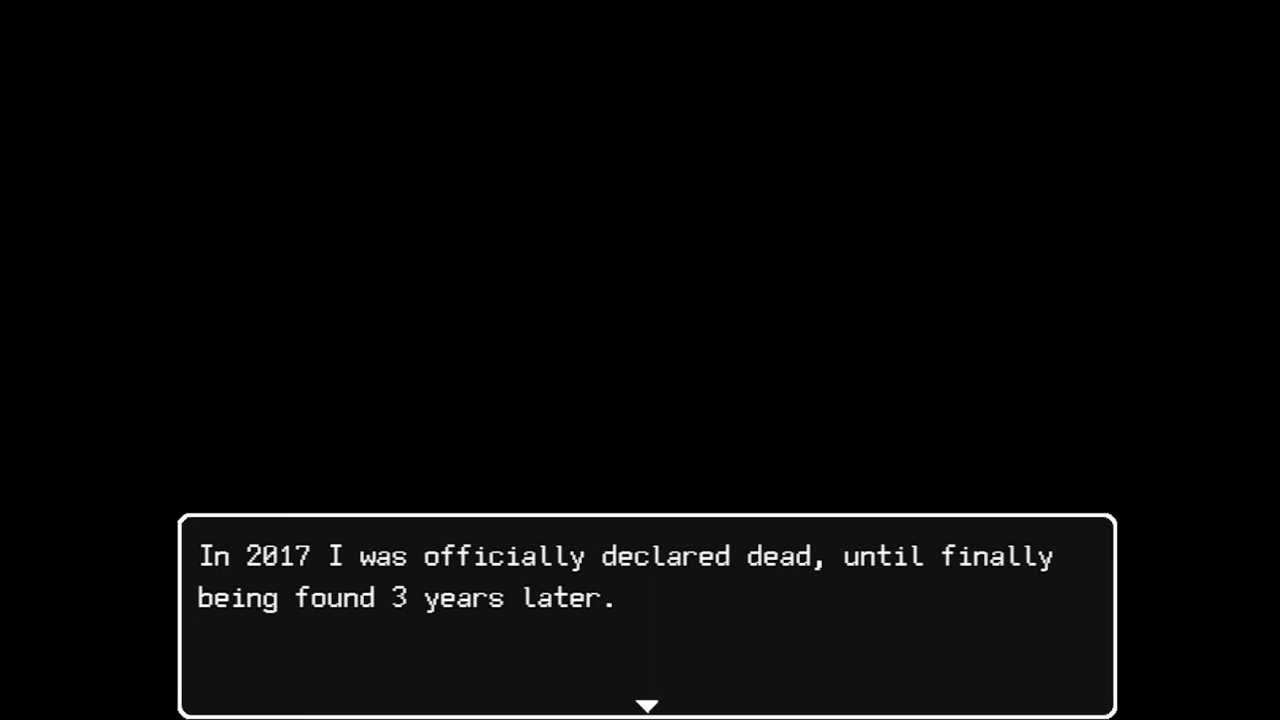 In 2017 I was officially declared dead, until finally
being found 3 years later.